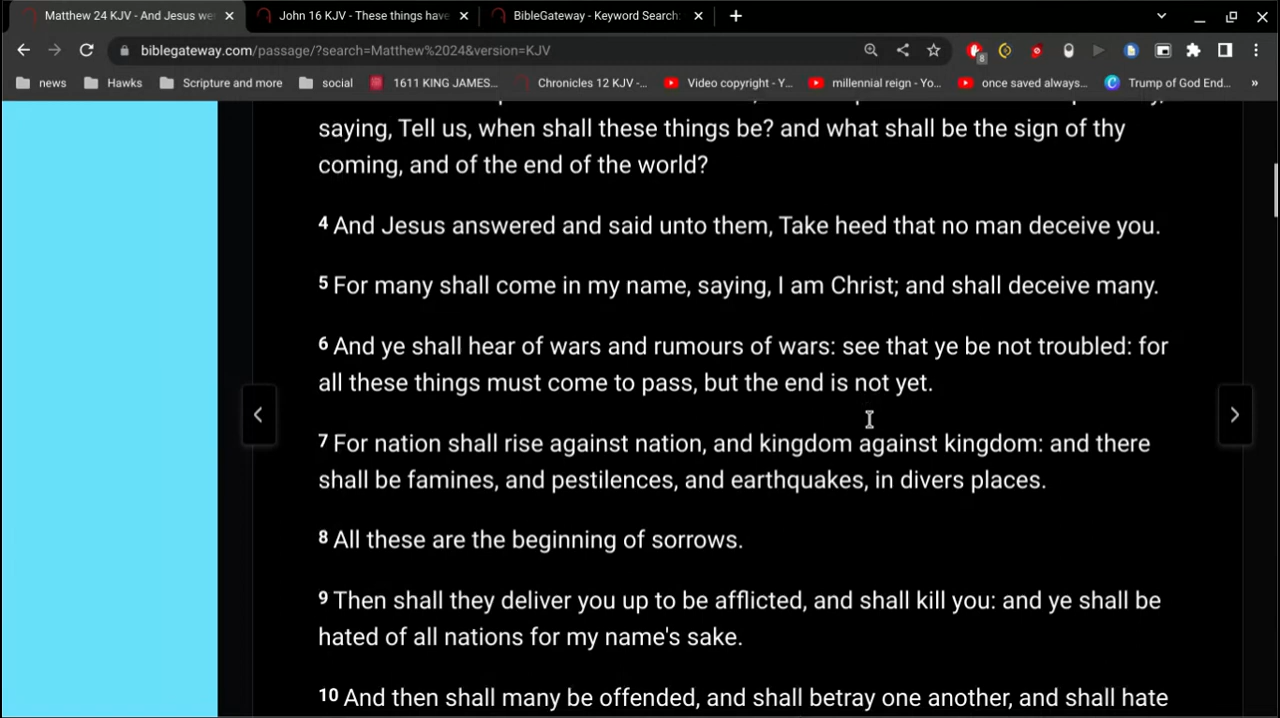 Matthew 24 KJV - And Jesus we
John 16 KJV - These things have
BibleGateway - Keyword Search:
biblegateway.com/passage/?search=Matthew%2024&version=KJV
8
news
Hawks
Scripture and more
social
1611 KING JAMES...
Chronicles 12 KJV -...
Video copyright - Y...
millennial reign - Yo...
once saved always...
Trump of God End...
»
saying, Tell us, when shall these things be? and what shall be the sign of thy
coming, and of the end of the world?
4 And Jesus answered and said unto them, Take heed that no man deceive you.
5 For many shall come in my name, saying, I am Christ; and shall deceive many.
6 And ye shall hear of wars and rumours of wars: see that ye be not troubled: for
all these things must come to pass, but the end is not yet.
7 For nation shall rise against nation, and kingdom against kingdom: and there
shall be famines, and pestilences, and earthquakes, in divers places.
8 All these are the beginning of sorrows.
9 Then shall they deliver you up to be afflicted, and shall kill you: and ye shall be
hated of all nations for my name's sake.
10 And then shall many be offended, and shall betray one another, and shall hate